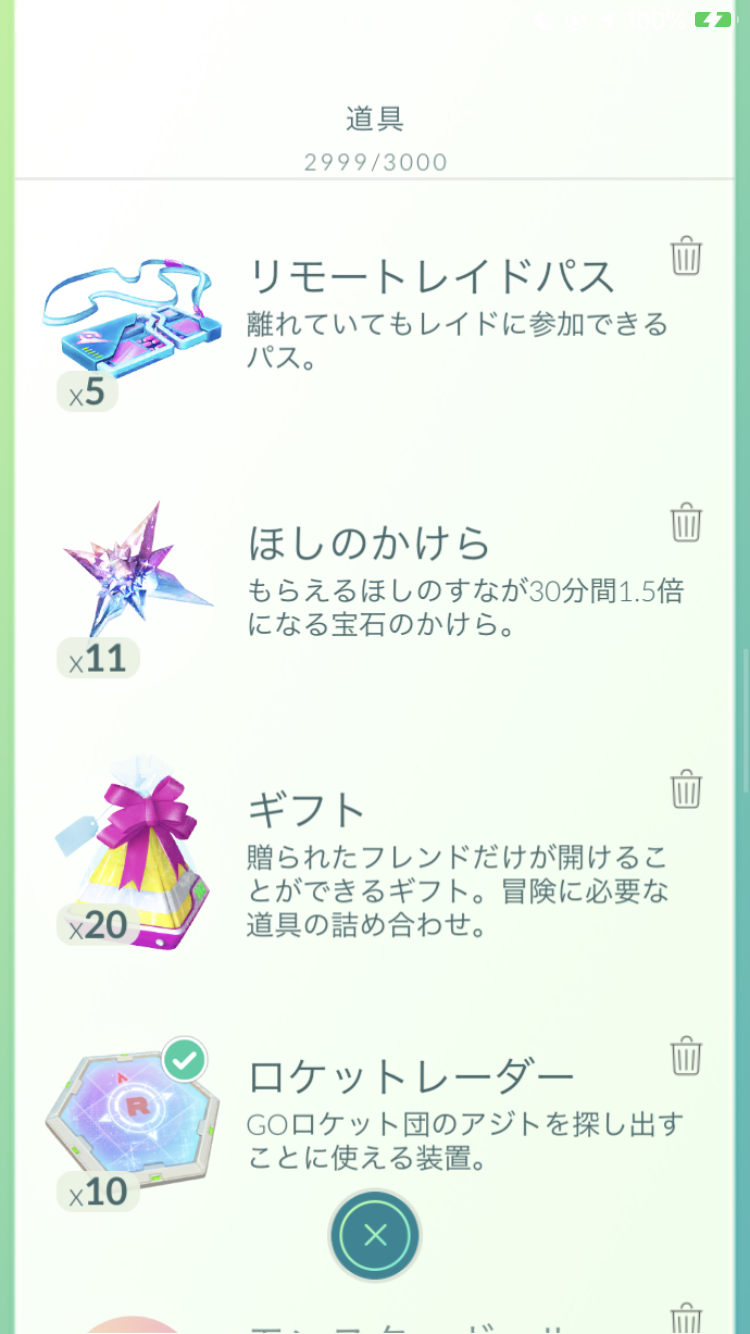 道具
2999/3000
リモートレイドパス
離れていてもレイドに参加できる
パス。
x5
ほしのかけら
もらえるほしのすなが30分間1.5倍
になる宝石のかけら。
x11
ギフト
贈られたフレンドだけが開けるこ
とができるギフト。冒険に必要な
道具の詰め合わせ。
x20
ロケットレーダー
GOロケット団のアジトを探し出す
ことに使える装置。
R
x10